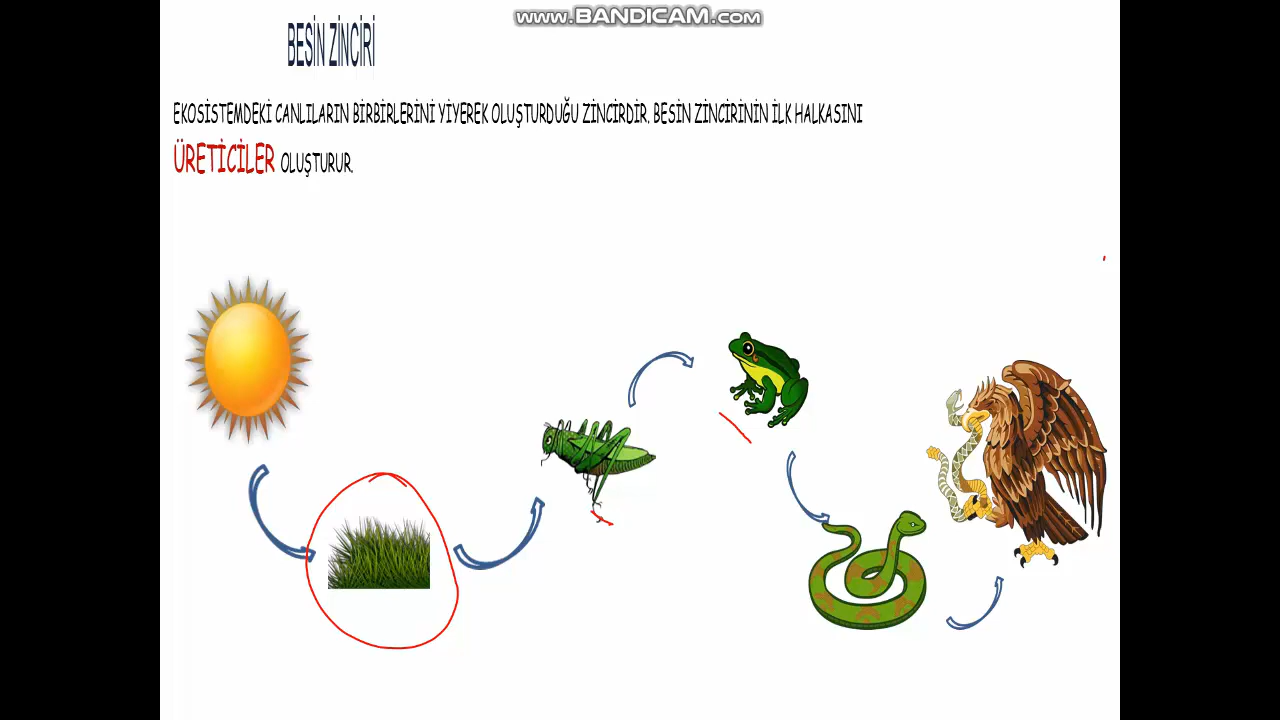 www.BANDICAM.com
BESİN ZİNCİRİ
EKOSİSTEMDEKİ CANLILARIN BİRBİRLERİNİ YİYEREK OLUŞTURDUĞU ZİNCİRDİR. BESİN ZİNCİRİNİN İLK HALKASINI
ÜRETİCİLER OLUŞTURUR.